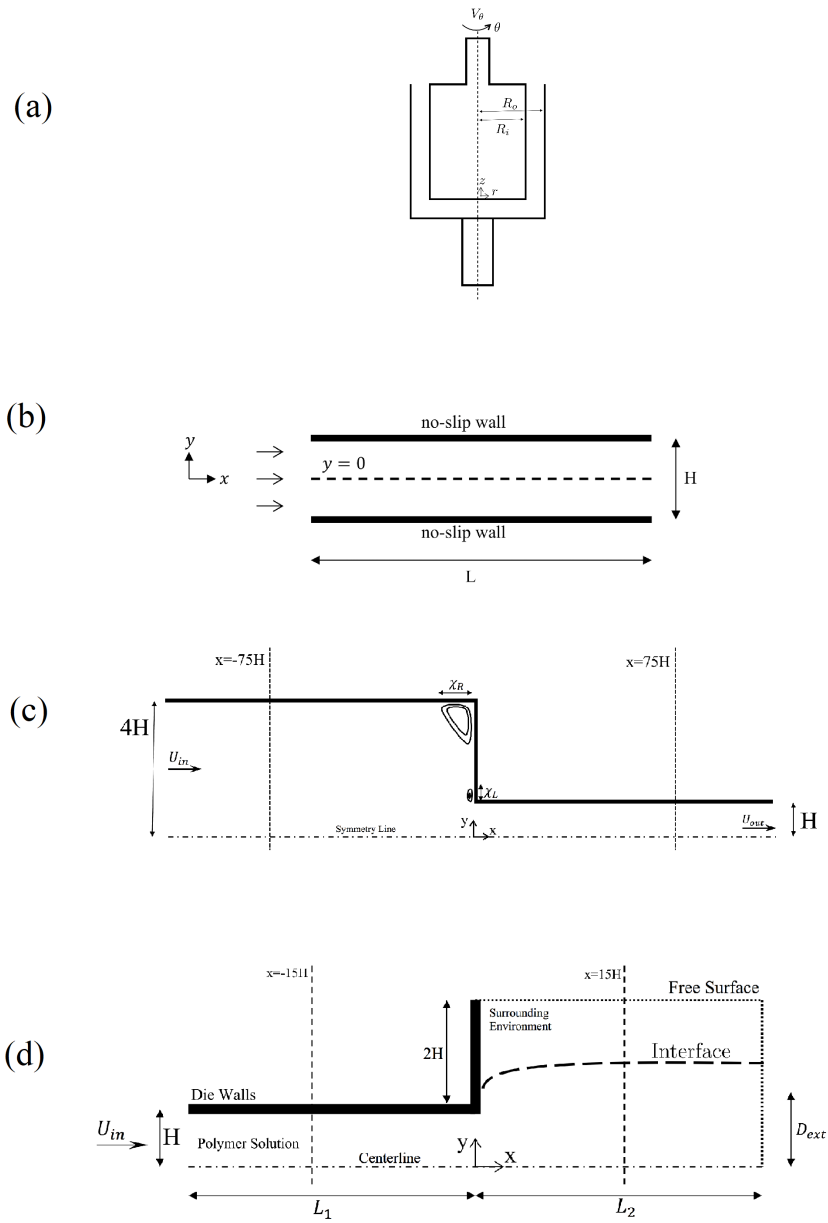 (a)
V_θ
θ
R_o
R_i
z
r
(b)
no-slip wall
y
x
y = 0
H
no-slip wall
L
(c)
x=-75H
x=75H
χ_R
4H
U_in
χ_L
Symmetry Line
y
x
U_out
H
(d)
x=-15H
x=15H
Free Surface
Surrounding
Environment
2H
Interface
Die Walls
U_in
H
Polymer Solution
Centerline
y
x
D_ext
L_1
L_2